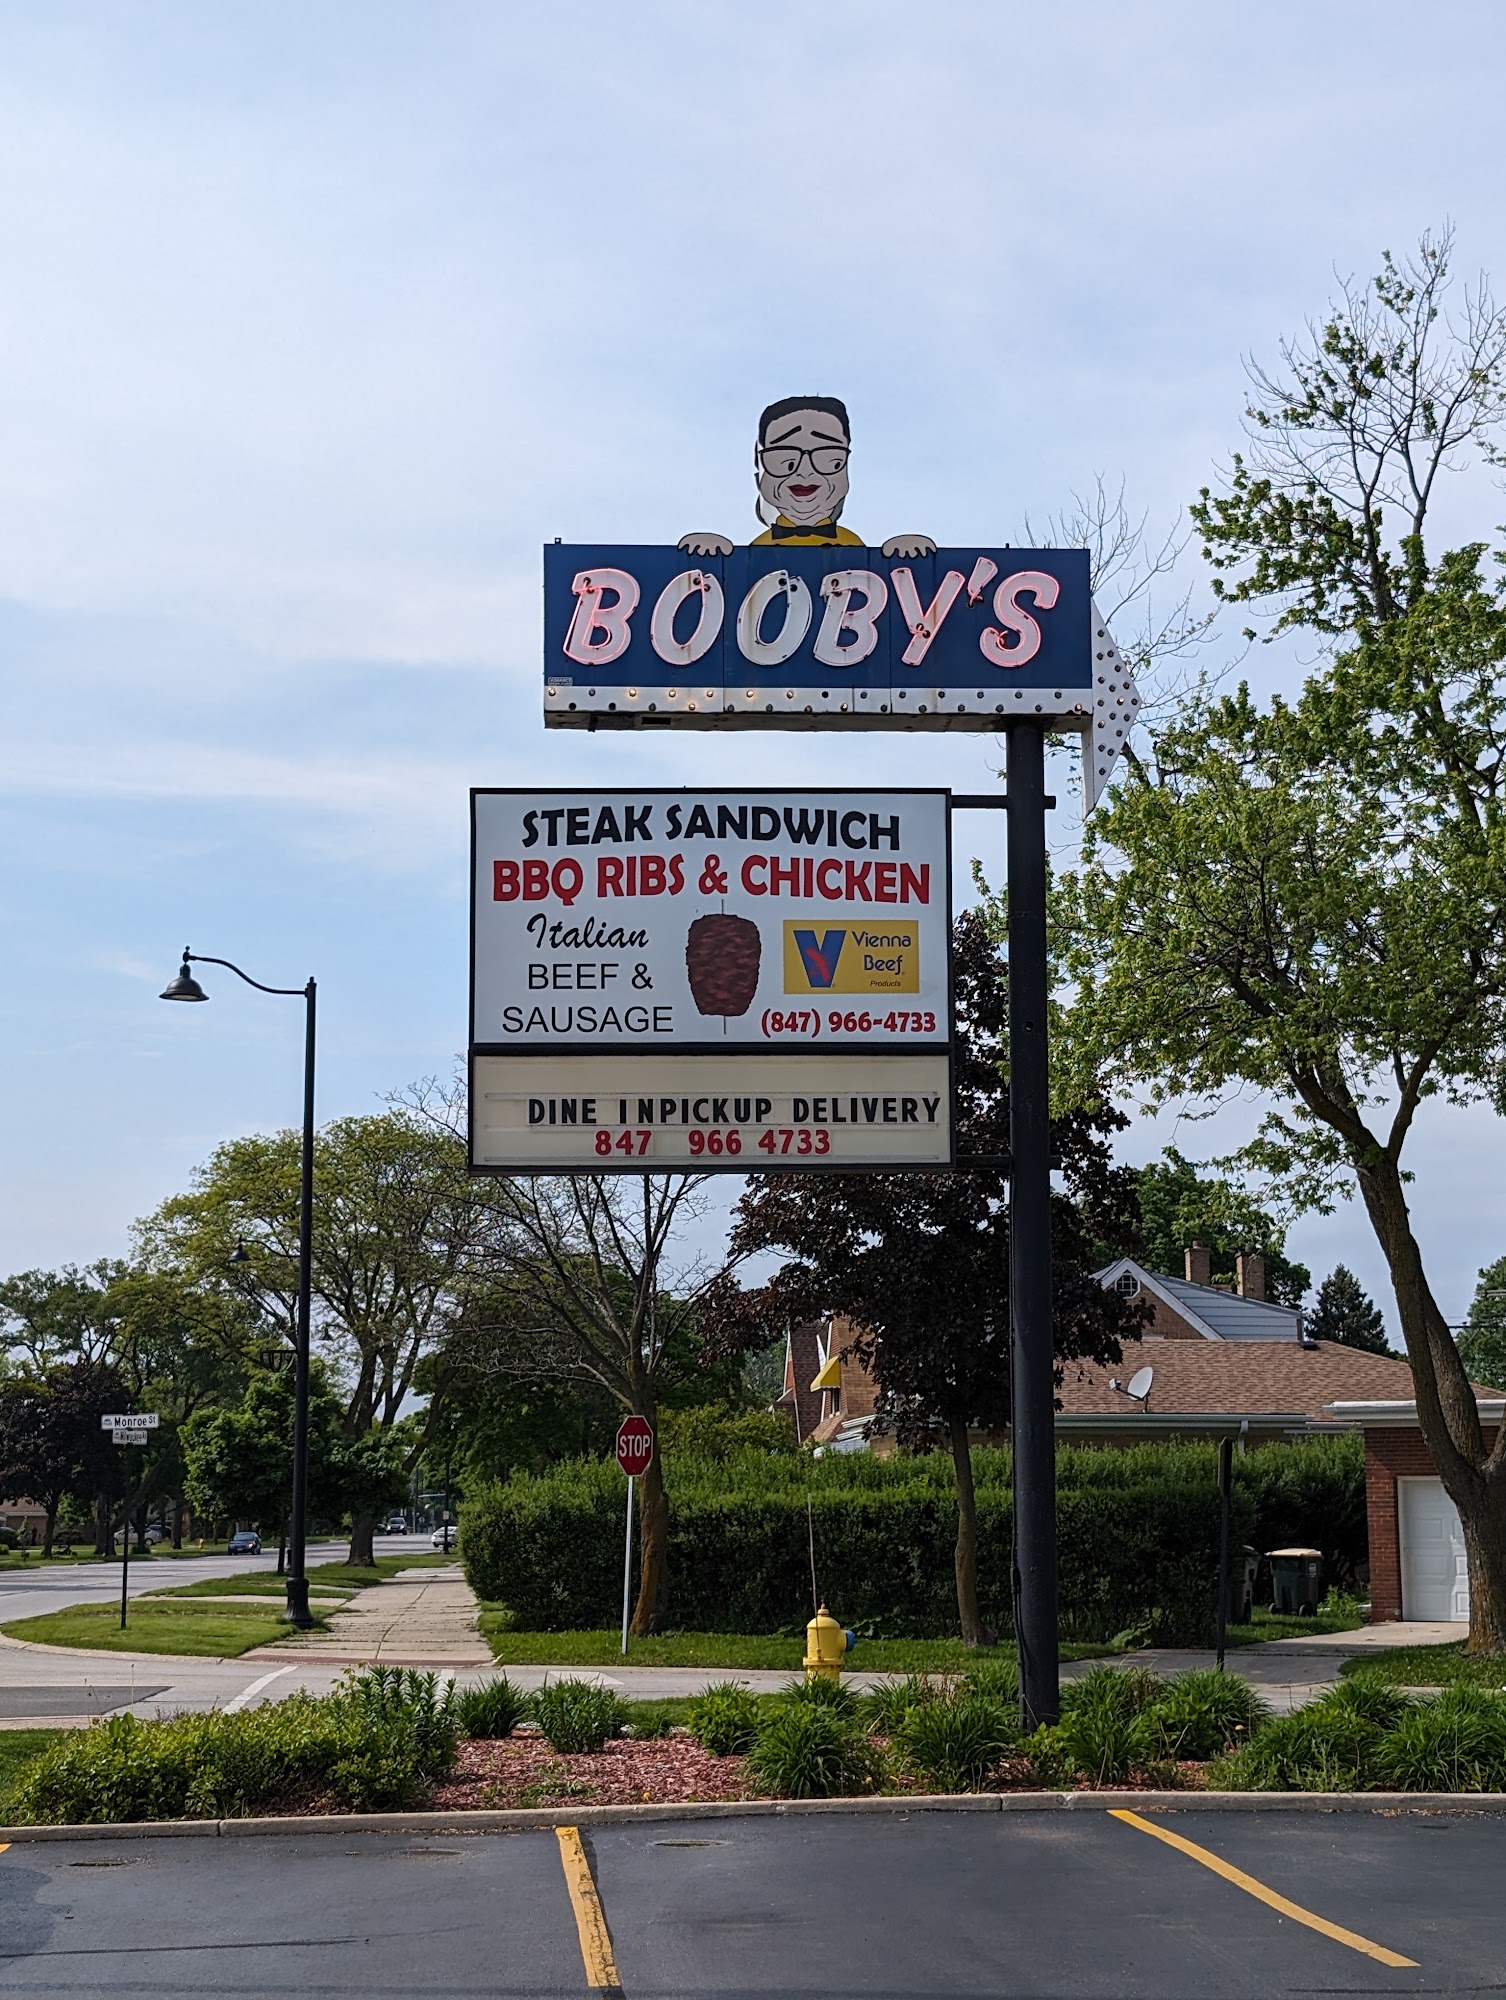 BOOBY'S
STEAK SANDWICH
BBQ RIBS & CHICKEN
Italian
BEEF &
SAUSAGE
Vienna
Beef
Products
(847) 966-4733
DINE INPICKUP DELIVERY
847 966 4733
Monroe St
STOP